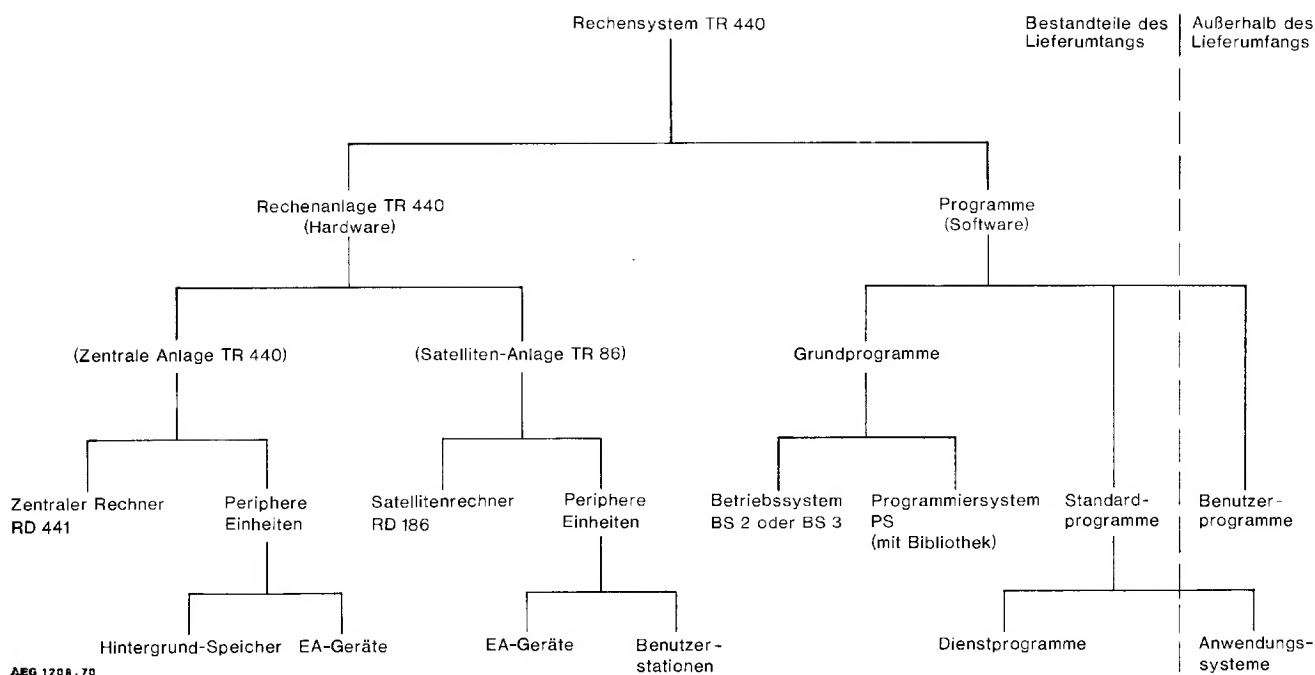 Rechensystem TR 440
Bestandteile des
Lieferumtangs
Außerhalb des
Lieferumfangs
Rechenanlage TR 440
(Hardware)
Programme
(Software)
(Zentrale Anlage TR 440)
(Satelliten-Anlage TR 86)
Grundprogramme
Zentraler Rechner
RD 441
Periphere
Einheiten
Satellitenrechner
RD 186
Periphere
Einheiten
Betriebssystem
BS 2 oder BS 3
Programmiersystem
PS
(mit Bibliothek)
Standard-
programme
Benutzer-
programme
Hintergrund-Speicher
EA-Geräte
EA-Geräte
Benutzer-
stationen
Dienstprogramme
Anwendungs-
systeme
AEG 1208.70